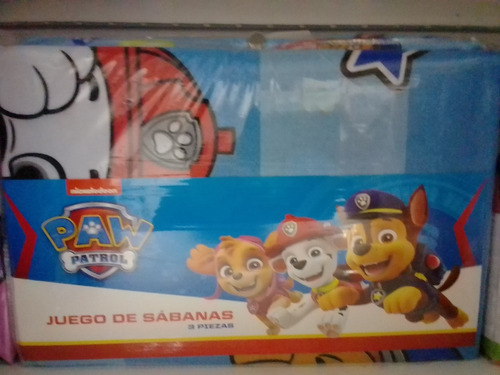 nickelodeon
PAW
PATROL
JUEGO DE SÁBANAS
3 PIEZAS